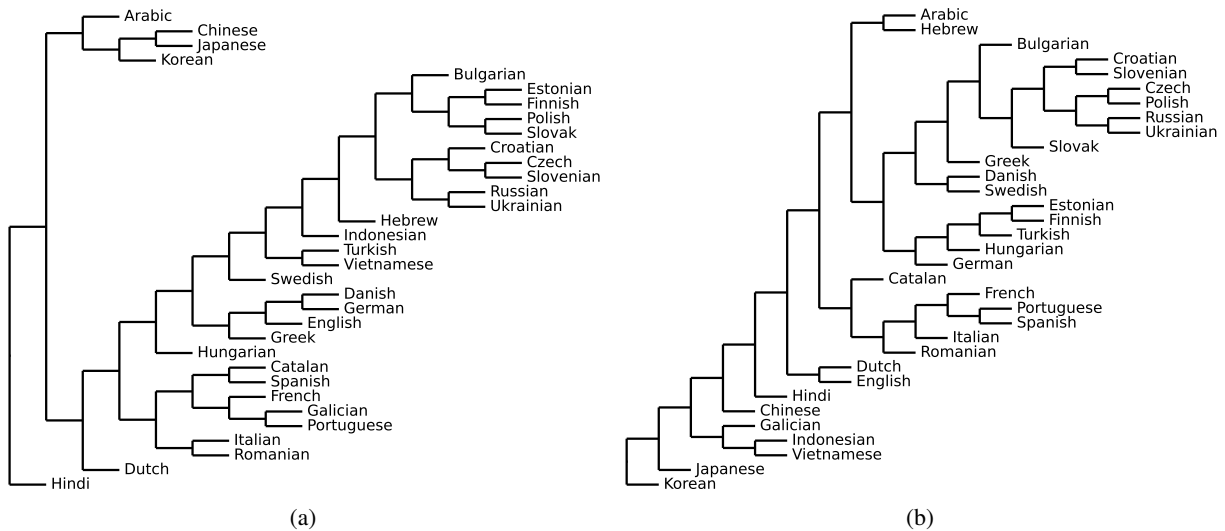 Arabic
Chinese
Japanese
Korean
Bulgarian
Estonian
Finnish
Polish
Slovak
Croatian
Czech
Slovenian
Russian
Ukrainian
Hebrew
Indonesian
Turkish
Vietnamese
Swedish
Danish
German
English
Greek
Hungarian
Catalan
Spanish
French
Galician
Portuguese
Italian
Romanian
Dutch
Hindi
(a)
Arabic
Hebrew
Bulgarian
Croatian
Slovenian
Czech
Polish
Russian
Ukrainian
Slovak
Greek
Danish
Swedish
Estonian
Finnish
Turkish
Hungarian
German
Catalan
French
Portuguese
Spanish
Italian
Romanian
Dutch
English
Hindi
Chinese
Galician
Indonesian
Vietnamese
Japanese
Korean
(b)